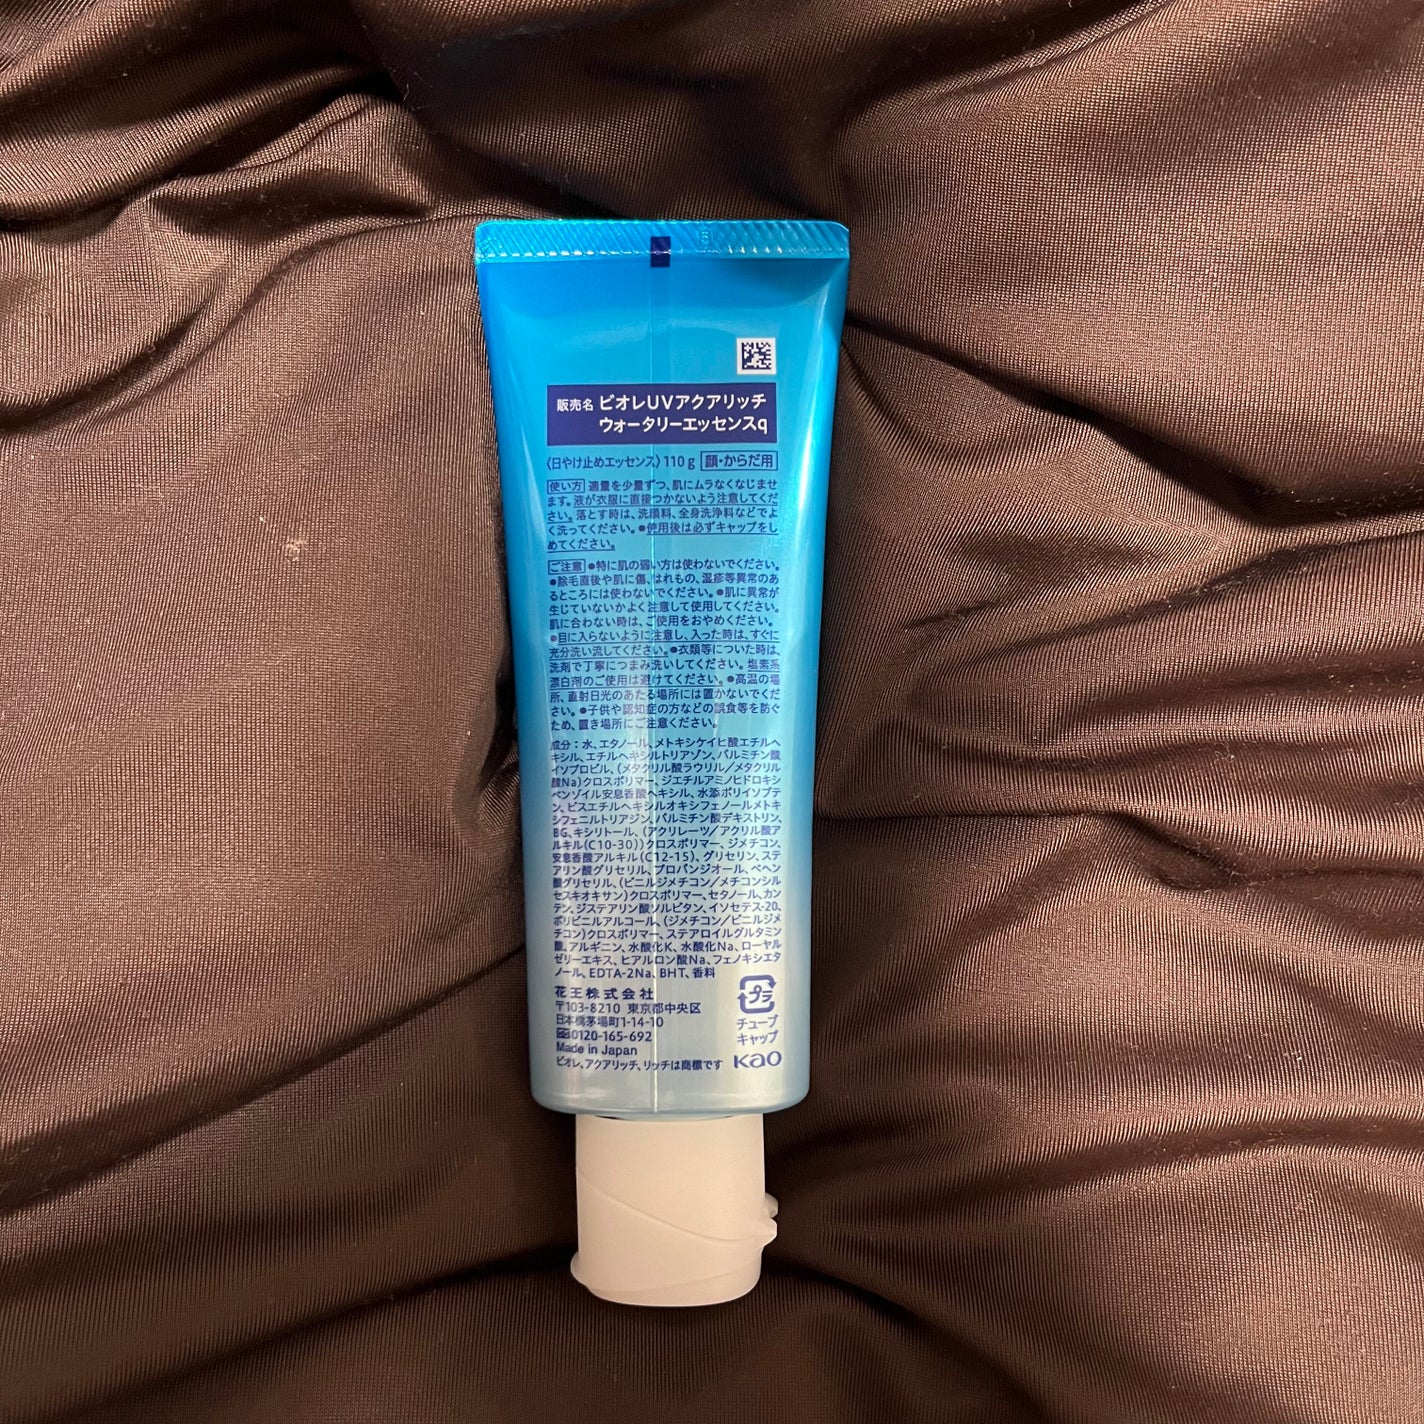 販売名 ビオレUVアクアリッチ
ウォータリーエッセンスq
〈日やけ止めエッセンス〉110g 顔・からだ用
使い方 適量を少量ずつ、肌にムラなくなじませ
ます。液が衣服に直接つかないよう注意してくだ
さい。落とす時は、洗顔料、全身洗浄料などでよ
く洗ってください。●使用後は必ずキャップをし
めてください。
ご注意 ●特に肌の弱い方は使わないでください。
●除毛直後や肌に傷、はれもの、湿疹等異常のあ
るところには使わないでください。●肌に異常が
生じていないかよく注意して使用してください。
肌に合わない時は、ご使用をおやめください。
●目に入らないように注意し、入った時は、すぐに
充分洗い流してください。●衣類等についた時は、
洗剤で丁寧につまみ洗いしてください。塩素系
漂白剤のご使用は避けてください。●高温の場
所、直射日光のあたる場所には置かないでくだ
さい。●子供や認知症の方などの誤食等を防ぐ
ため、置き場所にご注意ください。
成分：水、エタノール、メトキシケイヒ酸エチルヘ
キシル、エチルヘキシルトリアゾン、パルミチン酸
イソプロピル、(メタクリル酸ラウリル／メタクリル
酸Na)クロスポリマー、ジエチルアミノヒドロキシ
ベンゾイル安息香酸ヘキシル、水添ポリイソブテ
ン、ビスエチルヘキシルオキシフェノールメトキ
シフェニルトリアジン、パルミチン酸デキストリン、
BG、キシリトール、(アクリレーツ／アクリル酸ア
ルキル(C10-30))クロスポリマー、ジメチコン、
安息香酸アルキル(C12-15)、グリセリン、ステ
アリン酸グリセリル、プロパンジオール、ベヘン
酸グリセリル、(ビニルジメチコン／メチコンシル
セスキオキサン)クロスポリマー、セタノール、カン
テン、ジステアリン酸ソルビタン、イソセテス-20、
ポリビニルアルコール、(ジメチコン／ビニルジメ
チコン)クロスポリマー、ステアロイルグルタミン
酸、アルギニン、水酸化K、水酸化Na、ローヤル
ゼリーエキス、ヒアルロン酸Na、フェノキシエタ
ノール、EDTA-2Na、BHT、香料
花王株式会社
〒103-8210 東京都中央区
日本橋茅場町1-14-10
0120-165-692
Made in Japan
ビオレ、アクアリッチ、リッチは商標です
プラ
チューブ
キャップ
Kao